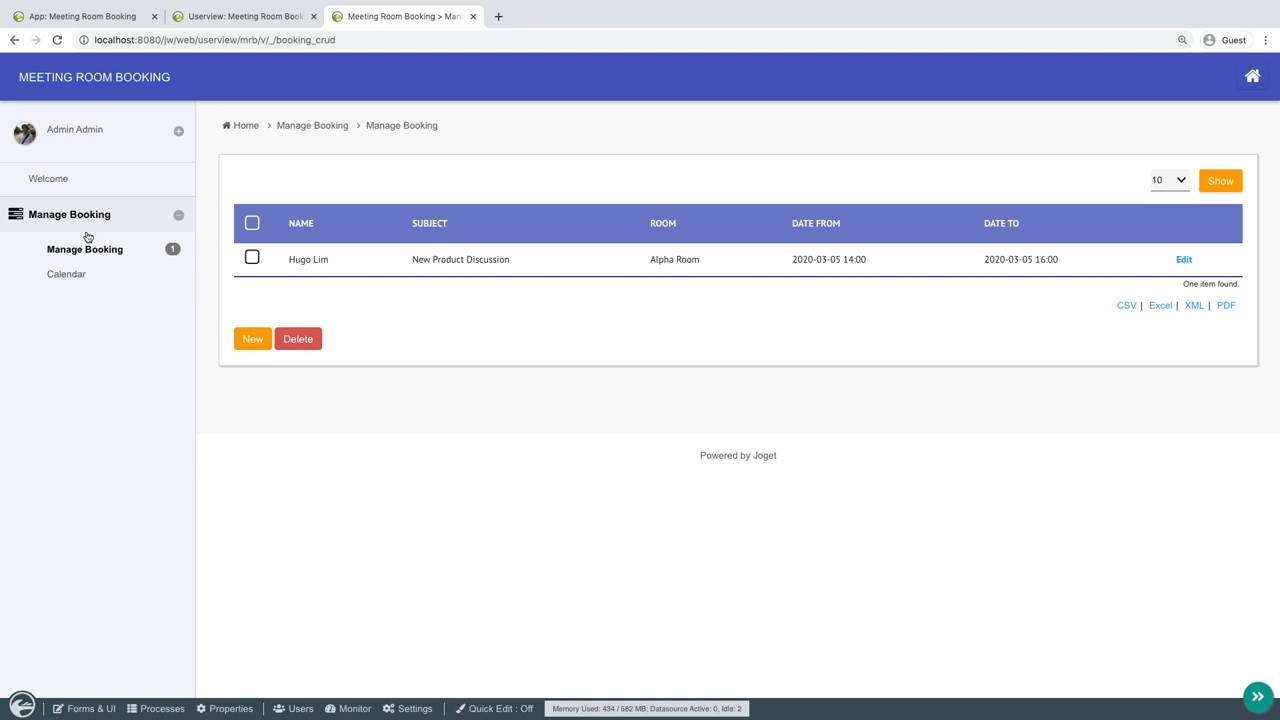 App: Meeting Room Booking
Userview: Meeting Room Book
Meeting Room Booking > Man
localhost:8080/jw/web/userview/mrb/v/_/booking_crud
Guest
MEETING ROOM BOOKING
Admin Admin
Welcome
Manage Booking
Manage Booking 1
Calendar
Home > Manage Booking > Manage Booking
10 Show
NAME SUBJECT ROOM DATE FROM DATE TO
Hugo Lim New Product Discussion Alpha Room 2020-03-05 14:00 2020-03-05 16:00 Edit
One item found.
CSV | Excel | XML | PDF
New Delete
Powered by Joget
Forms & UI Processes Properties Users Monitor Settings Quick Edit : Off Memory Used: 434 / 582 MB; Datasource Active: 0, Idle: 2